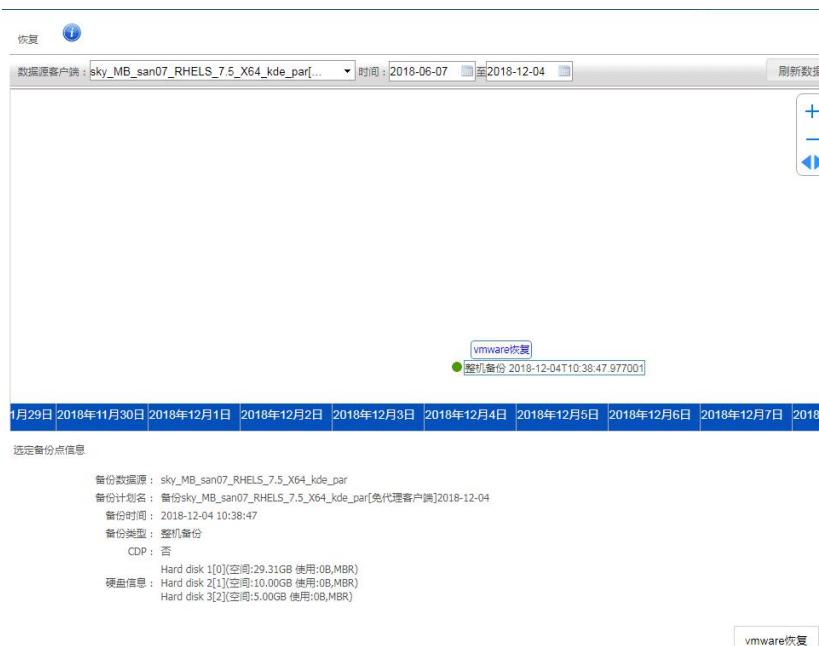 恢复
数据源客户端：sky_MB_san07_RHELS_7.5_X64_kde_par[... 时间：2018-06-07 至2018-12-04 刷新数据
vmware恢复
整机备份 2018-12-04T10:38:47.977001
1月29日 2018年11月30日 2018年12月1日 2018年12月2日 2018年12月3日 2018年12月4日 2018年12月5日 2018年12月6日 2018年12月7日 2018
选定备份点信息
备份数据源： sky_MB_san07_RHELS_7.5_X64_kde_par
备份计划名： 备份sky_MB_san07_RHELS_7.5_X64_kde_par[免代理客户端]2018-12-04
备份时间： 2018-12-04 10:38:47
备份类型： 整机备份
CDP： 否
Hard disk 1[0](空间:29.31GB 使用:0B,MBR)
硬盘信息： Hard disk 2[1](空间:10.00GB 使用:0B,MBR)
Hard disk 3[2](空间:5.00GB 使用:0B,MBR)
vmware恢复